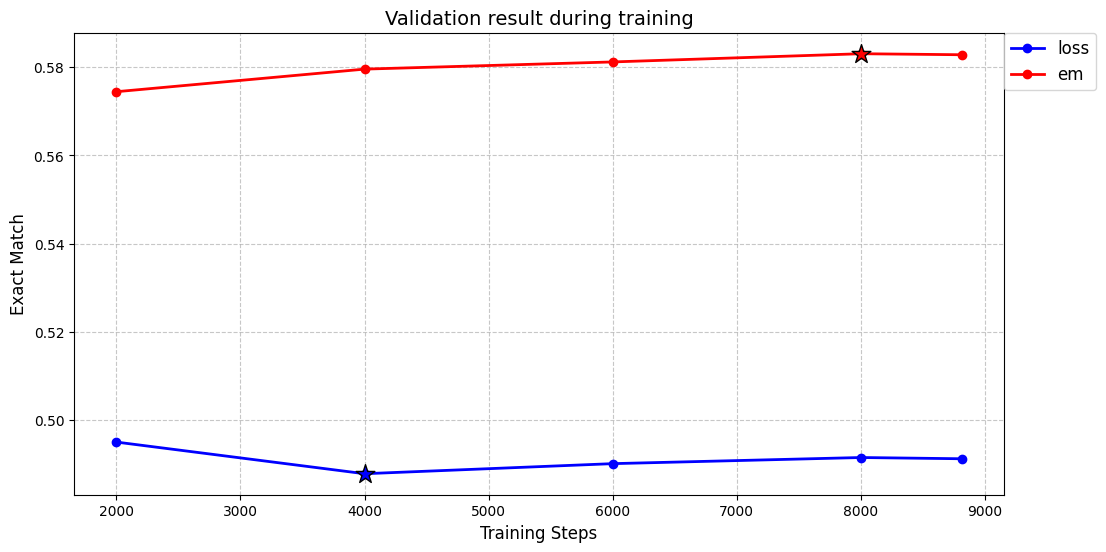 Validation result during training
loss
em
Exact Match
0.58
0.56
0.54
0.52
0.50
2000 3000 4000 5000 6000 7000 8000 9000
Training Steps